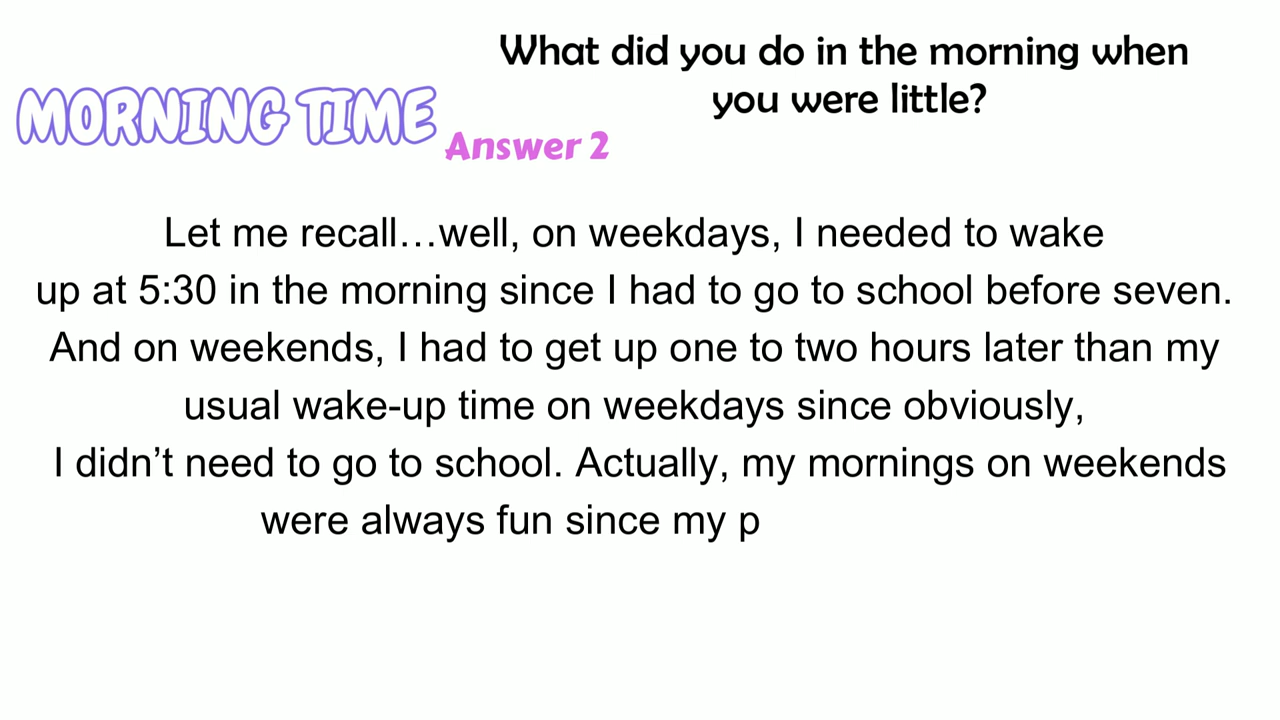 What did you do in the morning when
you were little?
MORNING TIME
Answer 2
Let me recall…well, on weekdays, I needed to wake
up at 5:30 in the morning since I had to go to school before seven.
And on weekends, I had to get up one to two hours later than my
usual wake-up time on weekdays since obviously,
I didn’t need to go to school. Actually, my mornings on weekends
were always fun since my p